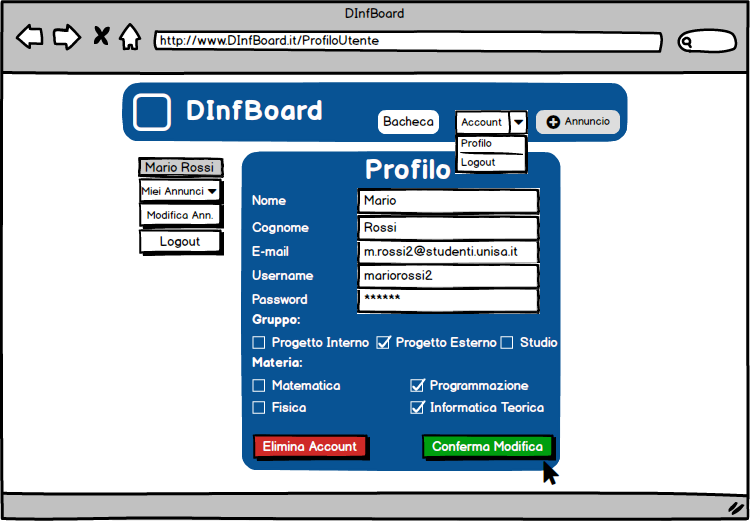 DInfBoard
http://www.DInfBoard.it/ProfiloUtente
DInfBoard
Bacheca
Account
Annuncio
Profilo
Logout
Mario Rossi
Miei Annunci
Modifica Ann.
Logout
Profilo
Nome Mario
Cognome Rossi
E-mail m.rossi2@studenti.unisa.it
Username mariorossi2
Password ******
Gruppo:
Progetto Interno Progetto Esterno Studio
Materia:
Matematica Programmazione
Fisica Informatica Teorica
Elimina Account Conferma Modifica